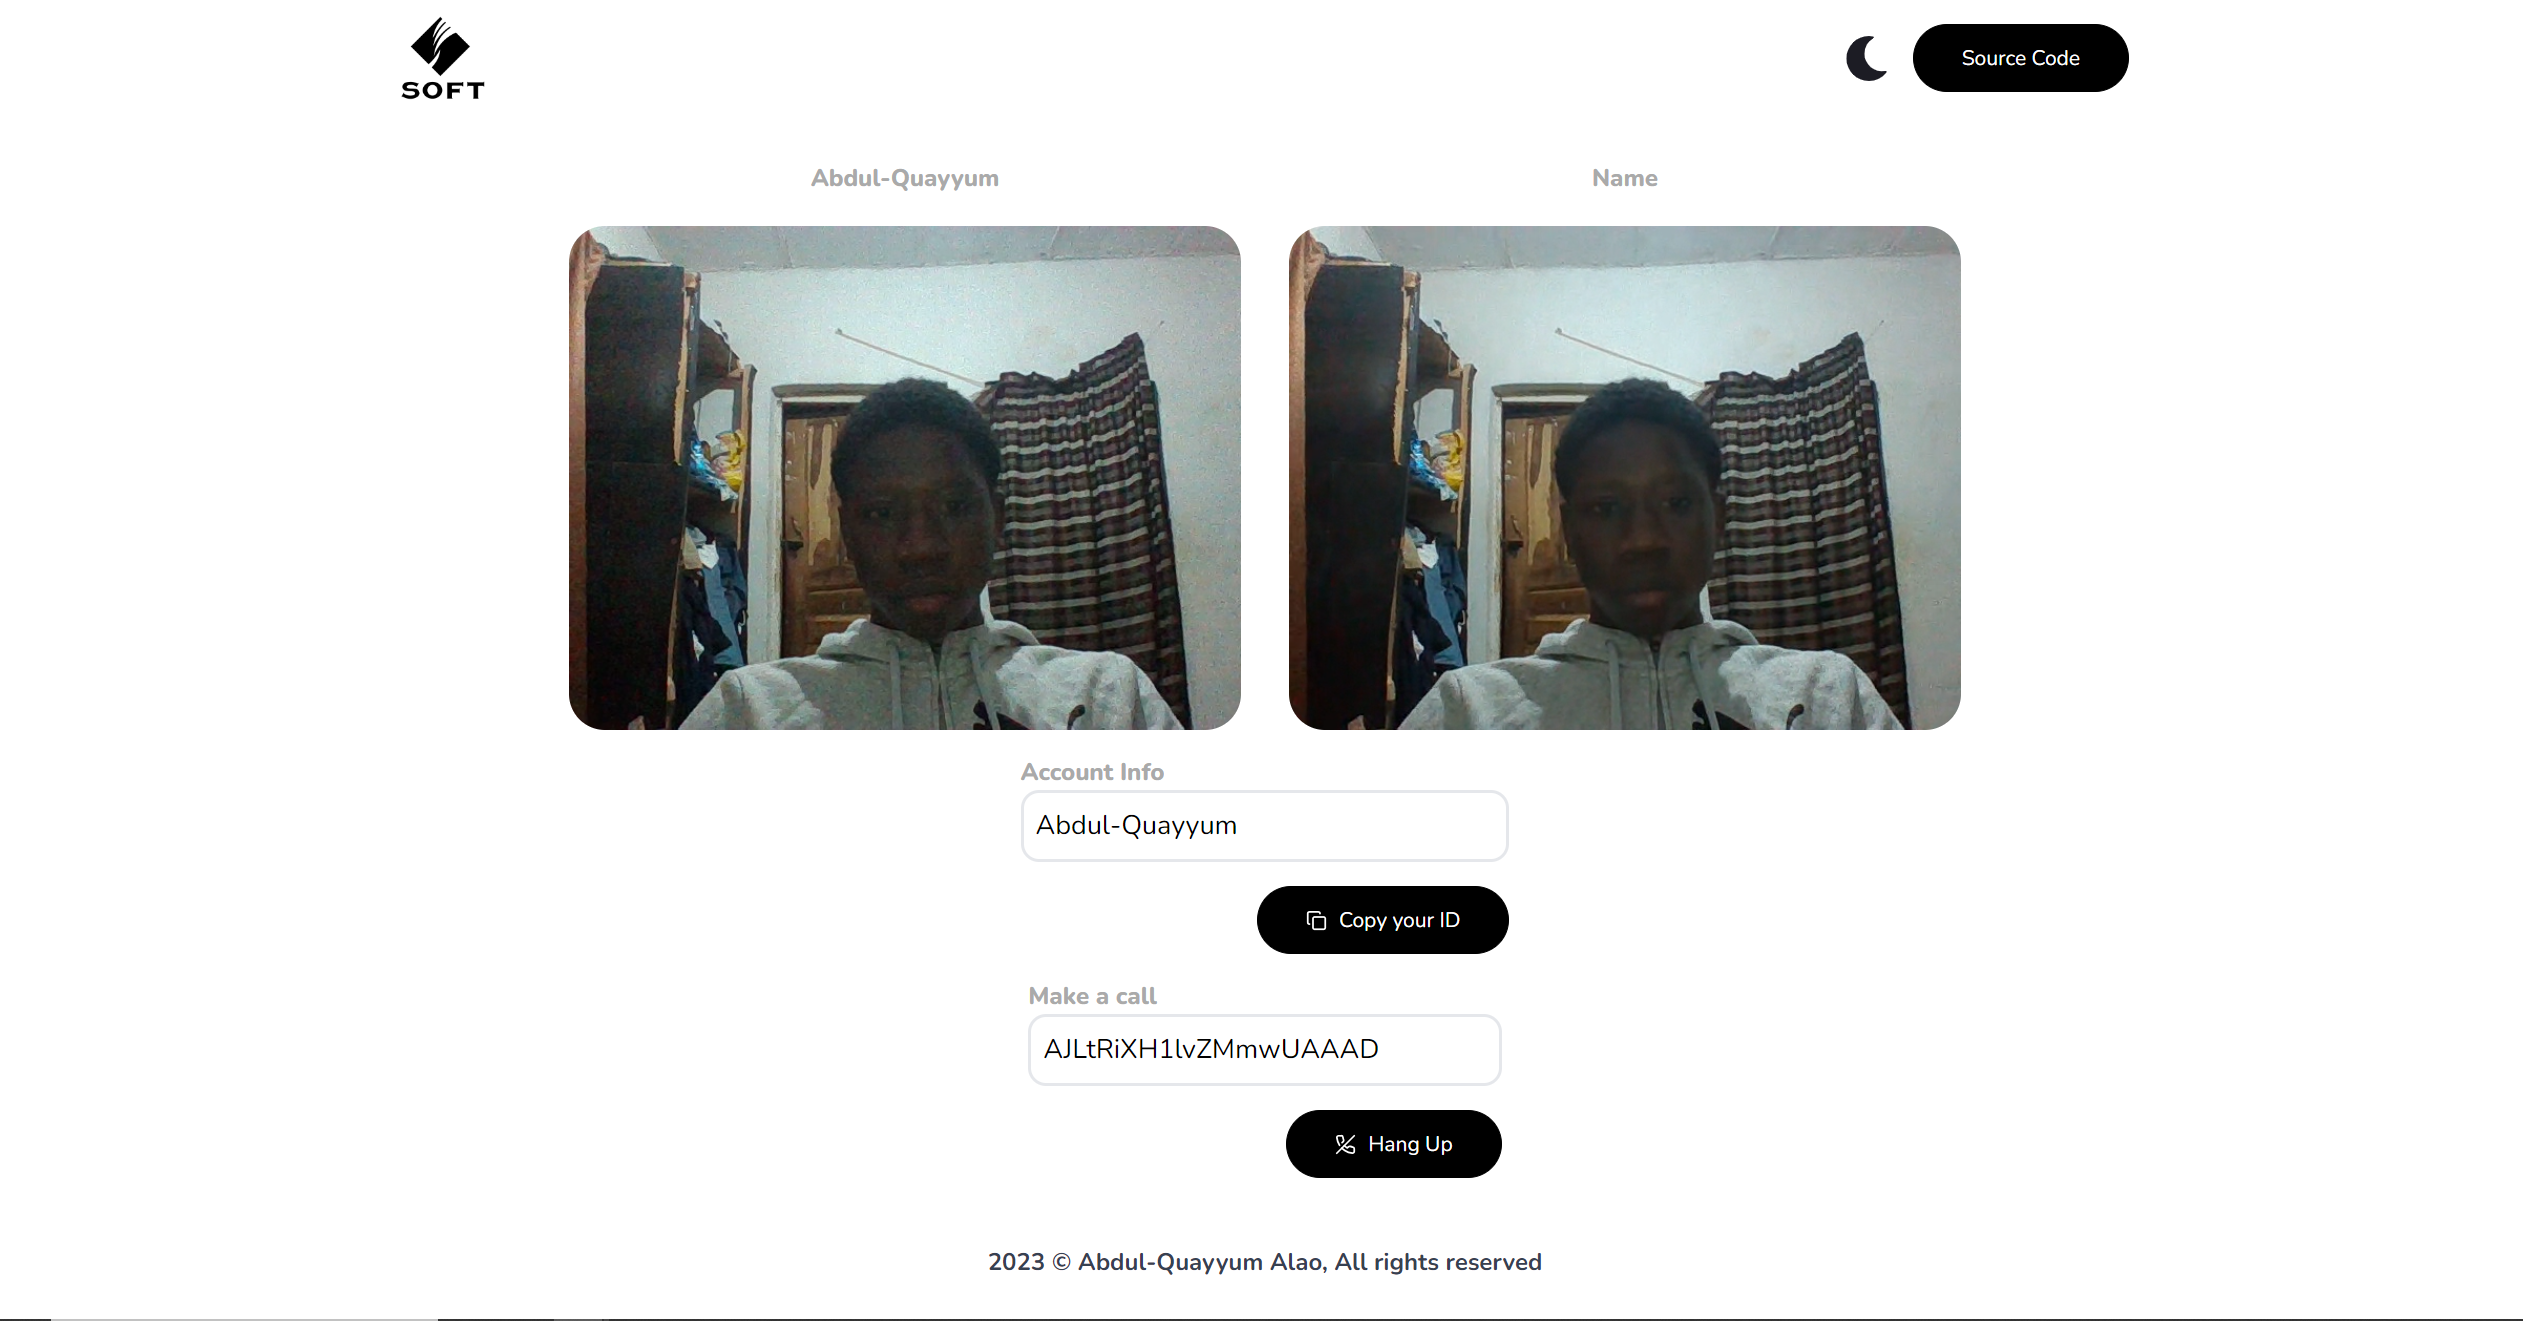 SOFT
Source Code
Abdul-Quayyum
Name
Account Info
Abdul-Quayyum
Copy your ID
Make a call
AJLtRiXH1lvZMmwUAAAD
Hang Up
2023 © Abdul-Quayyum Alao, All rights reserved